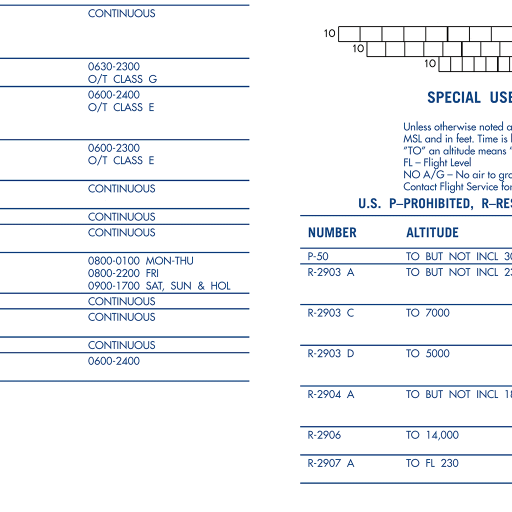 CONTINUOUS
0630-2300
O/T CLASS G
0600-2400
O/T CLASS E
0600-2300
O/T CLASS E
CONTINUOUS
CONTINUOUS
CONTINUOUS
0800-0100 MON-THU
0800-2200 FRI
0900-1700 SAT, SUN & HOL
CONTINUOUS
CONTINUOUS
CONTINUOUS
0600-2400
10
10
10
SPECIAL USE
Unless otherwise noted a
MSL and in feet. Time is
"TO" an altitude means "
FL – Flight Level
NO A/G – No air to gro
Contact Flight Service for
U.S. P–PROHIBITED, R–RES
NUMBER ALTITUDE
P-50 TO BUT NOT INCL 30
R-2903 A TO BUT NOT INCL 23
R-2903 C TO 7000
R-2903 D TO 5000
R-2904 A TO BUT NOT INCL 18
R-2906 TO 14,000
R-2907 A TO FL 230